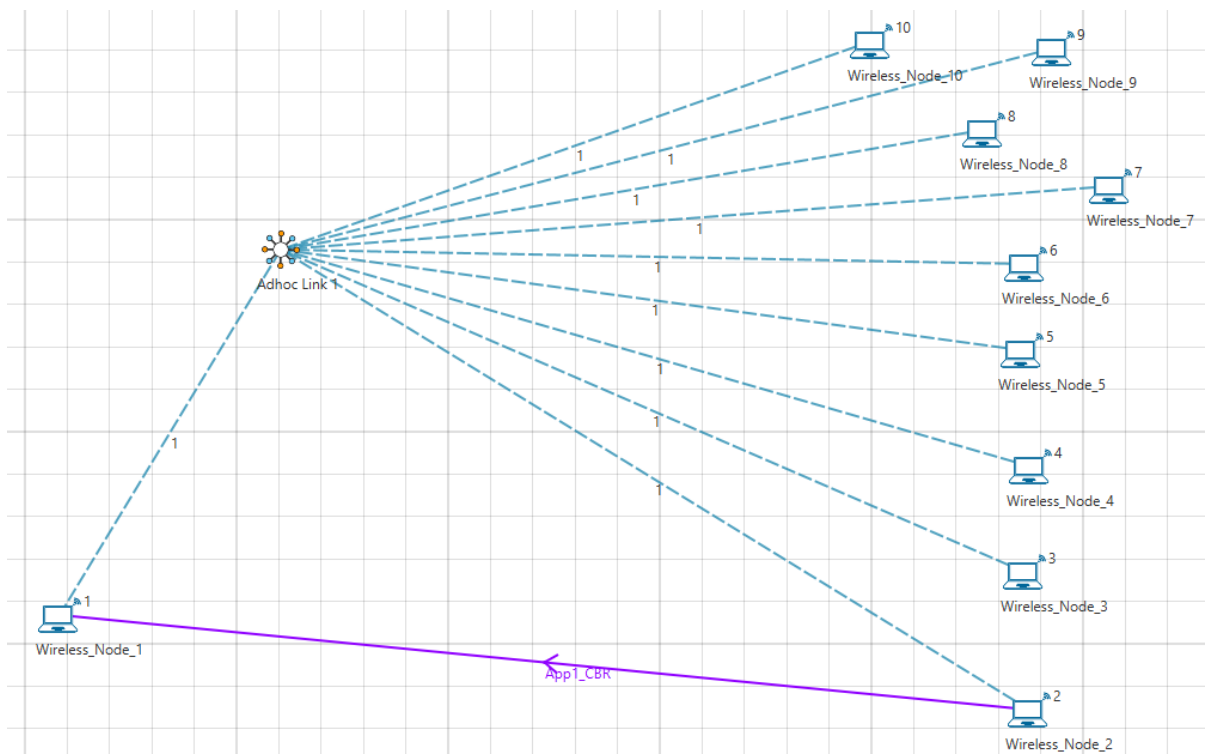 10
Wireless_Node_10
9
Wireless_Node_9
8
Wireless_Node_8
7
Wireless_Node_7
1
1
1
1
Adhoc Link 1
6
Wireless_Node_6
1
1
5
Wireless_Node_5
1
1
1
4
Wireless_Node_4
1
3
Wireless_Node_3
1
Wireless_Node_1
App1_CBR
2
Wireless_Node_2